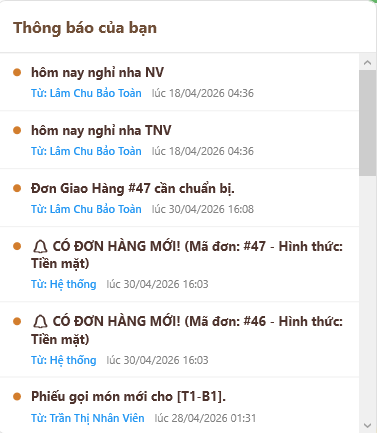 Thông báo của bạn
hôm nay nghỉ nha NV
Từ: Lâm Chu Bảo Toàn lúc 18/04/2026 04:36
hôm nay nghỉ nha TNV
Từ: Lâm Chu Bảo Toàn lúc 18/04/2026 04:36
Đơn Giao Hàng #47 cần chuẩn bị.
Từ: Lâm Chu Bảo Toàn lúc 30/04/2026 16:08
CÓ ĐƠN HÀNG MỚI! (Mã đơn: #47 - Hình thức:
Tiền mặt)
Từ: Hệ thống lúc 30/04/2026 16:03
CÓ ĐƠN HÀNG MỚI! (Mã đơn: #46 - Hình thức:
Tiền mặt)
Từ: Hệ thống lúc 30/04/2026 16:03
Phiếu gọi món mới cho [T1-B1].
Từ: Trần Thị Nhân Viên lúc 28/04/2026 01:31